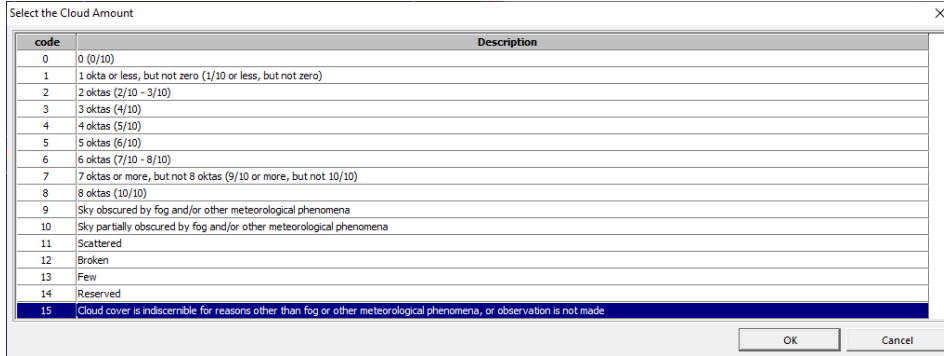 Select the Cloud Amount
code Description
0 0 (0/10)
1 1 okta or less, but not zero (1/10 or less, but not zero)
2 2 oktas (2/10 - 3/10)
3 3 oktas (4/10)
4 4 oktas (5/10)
5 5 oktas (6/10)
6 6 oktas (7/10 - 8/10)
7 7 oktas or more, but not 8 oktas (9/10 or more, but not 10/10)
8 8 oktas (10/10)
9 Sky obscured by fog and/or other meteorological phenomena
10 Sky partially obscured by fog and/or other meteorological phenomena
11 Scattered
12 Broken
13 Few
14 Reserved
15 Cloud cover is indiscernible for reasons other than fog or other meteorological phenomena, or observation is not made
OK Cancel